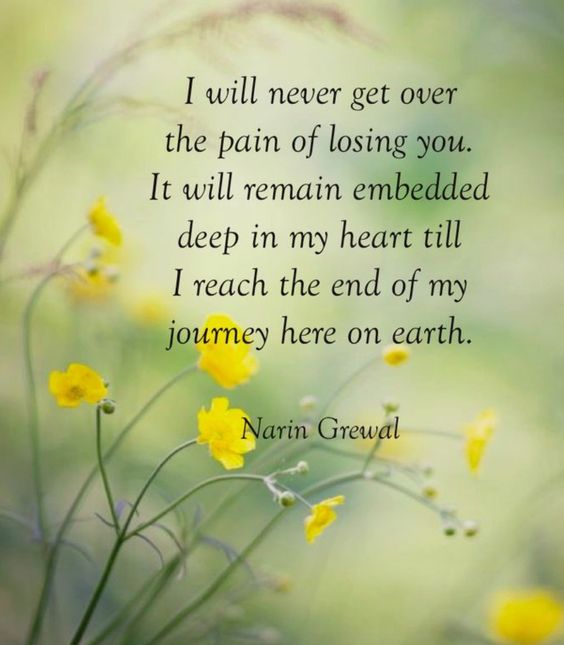 I will never get over
the pain of losing you.
It will remain embedded
deep in my heart till
I reach the end of my
journey here on earth.
Narin Grewal